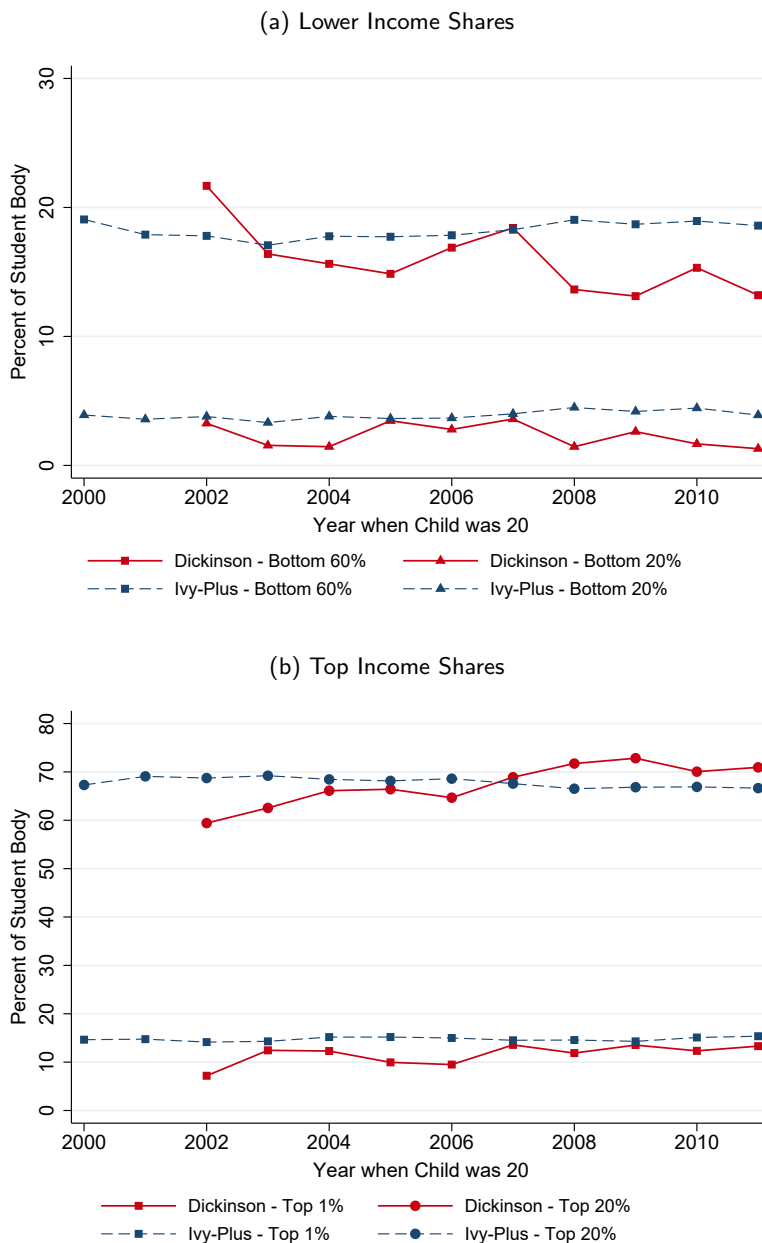 (a) Lower Income Shares
30
20
10
0
Percent of Student Body
2000 2002 2004 2006 2008 2010
Year when Child was 20
Dickinson - Bottom 60% Dickinson - Bottom 20%
Ivy-Plus - Bottom 60% Ivy-Plus - Bottom 20%
(b) Top Income Shares
80
70
60
50
40
30
20
10
0
Percent of Student Body
2000 2002 2004 2006 2008 2010
Year when Child was 20
Dickinson - Top 1% Dickinson - Top 20%
Ivy-Plus - Top 1% Ivy-Plus - Top 20%